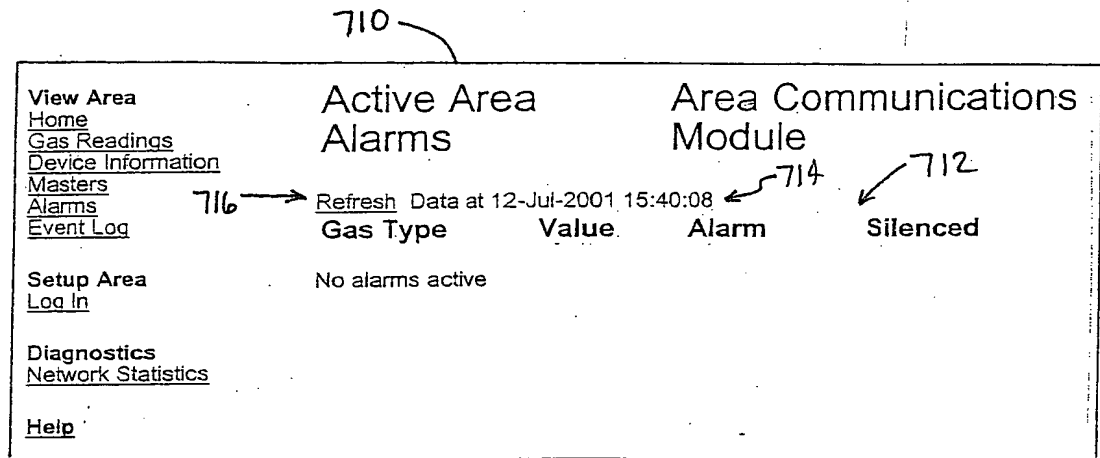 710
View Area
Home
Gas Readings
Device Information
Masters
Alarms
Event Log
Setup Area
Log In
Diagnostics
Network Statistics
Help
Active Area
Alarms
Area Communications
Module
716
Refresh Data at 12-Jul-2001 15:40:08
714
712
Gas Type Value Alarm Silenced
No alarms active